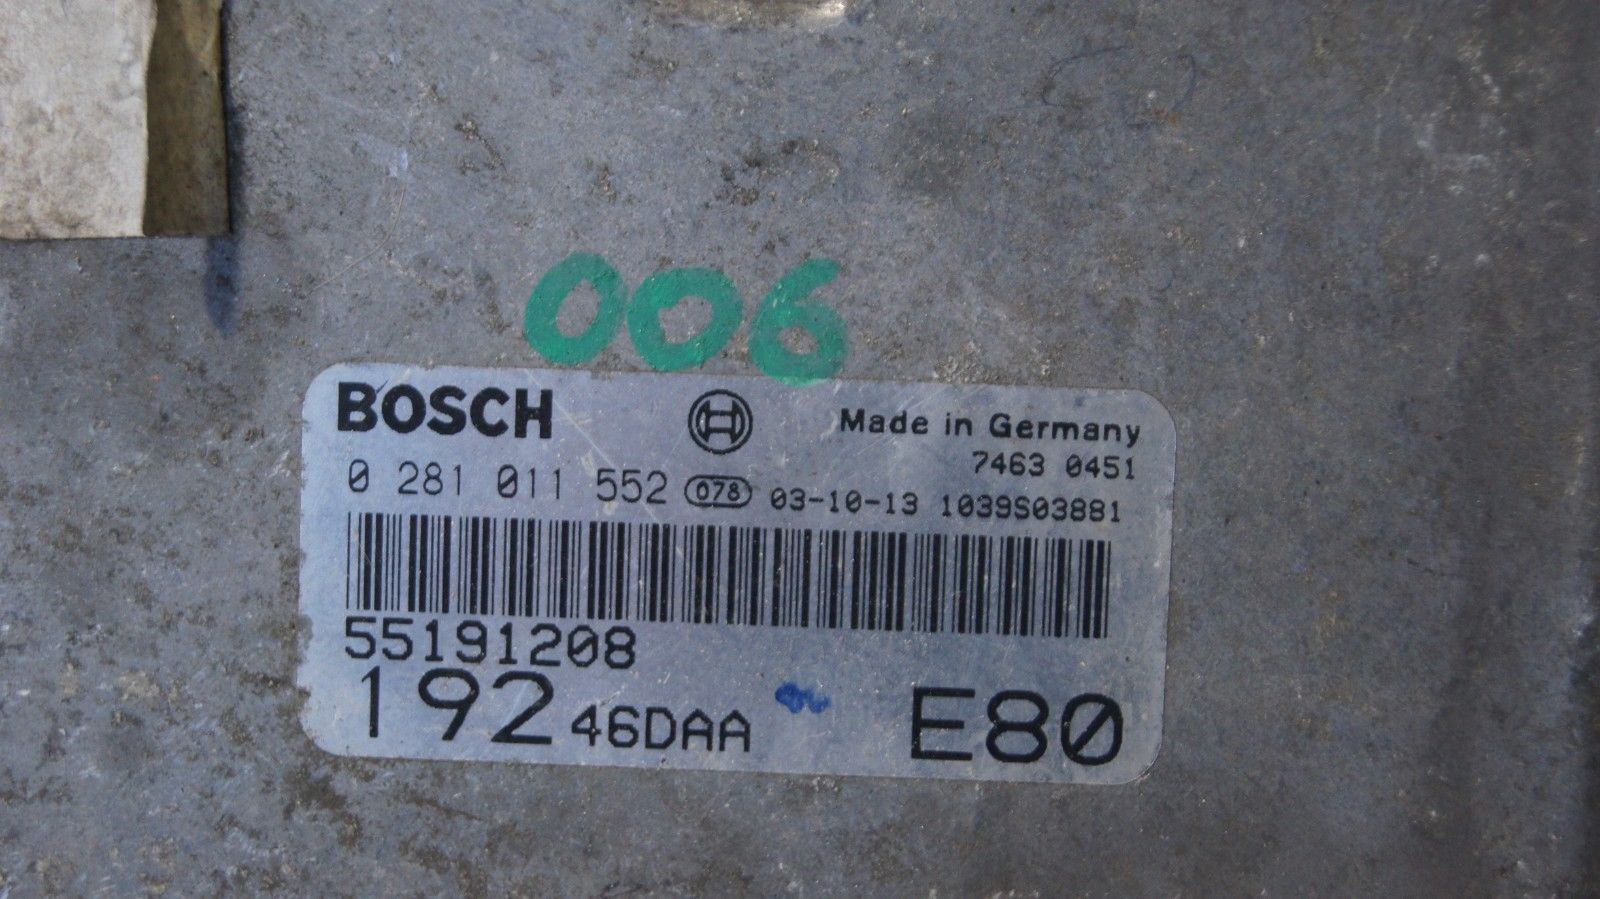 006
BOSCH
Made in Germany
7463 0451
0 281 011 552 078 03-10-13 1039S03881
55191208
192 46DAA E80